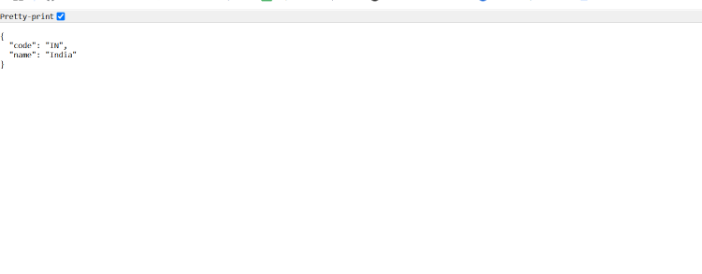 Pretty-print
{
"code": "IN",
"name": "India"
}